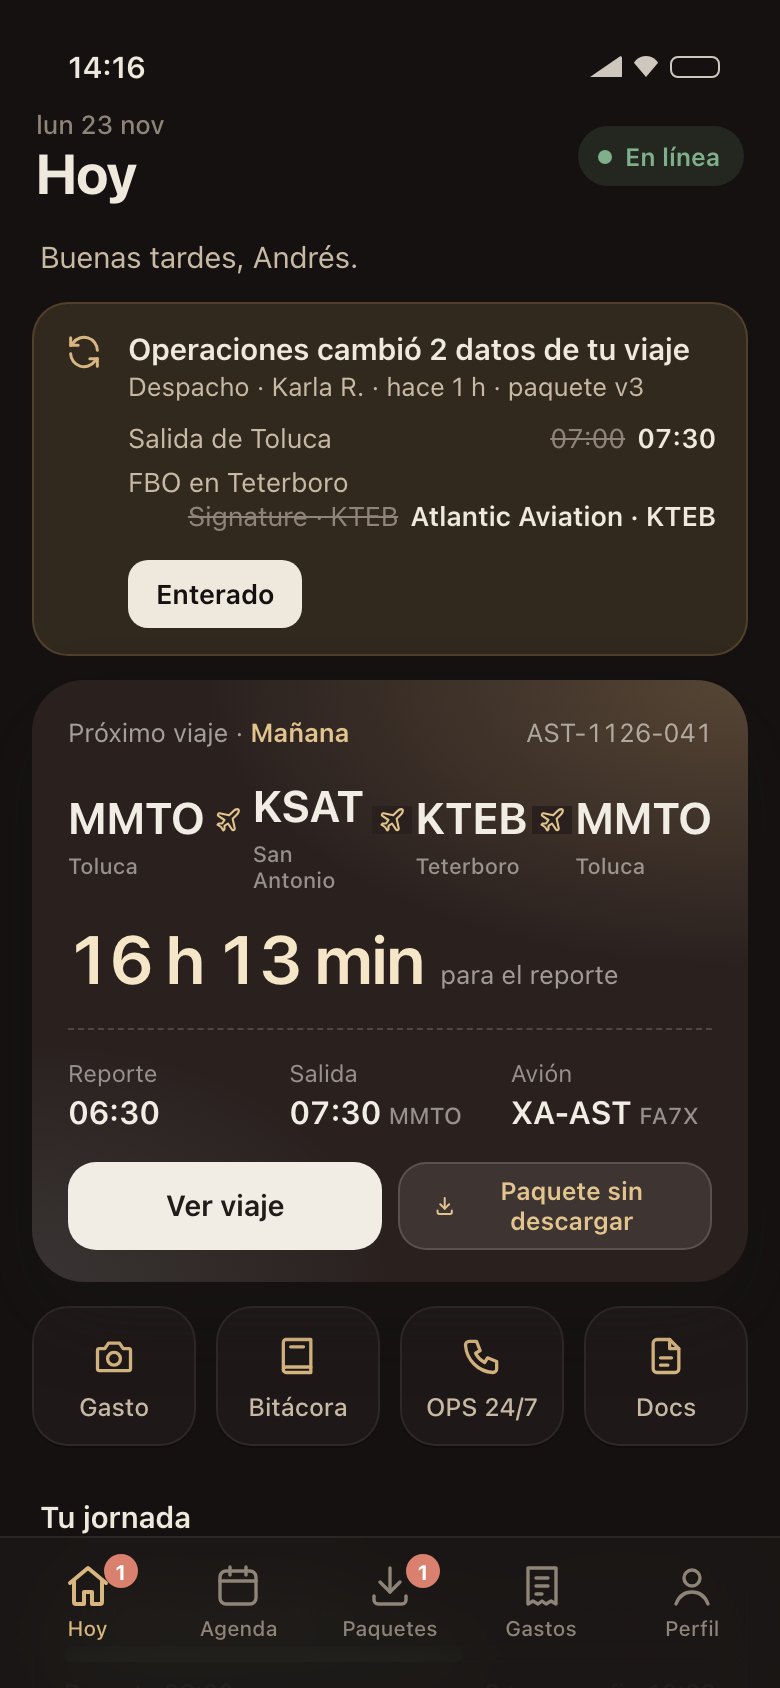 14:16
lun 23 nov
Hoy
En línea
Buenas tardes, Andrés.
Operaciones cambió 2 datos de tu viaje
Despacho · Karla R. · hace 1 h · paquete v3
Salida de Toluca 07:00 07:30
FBO en Teterboro
Signature · KTEB Atlantic Aviation · KTEB
Enterado
Próximo viaje · Mañana AST-1126-041
MMTO KSAT KTEB MMTO
Toluca San Antonio Teterboro Toluca
16 h 13 min para el reporte
Reporte Salida Avión
06:30 07:30 MMTO XA-AST FA7X
Ver viaje
Paquete sin
descargar
Gasto Bitácora OPS 24/7 Docs
Tu jornada
1 1
Hoy Agenda Paquetes Gastos Perfil